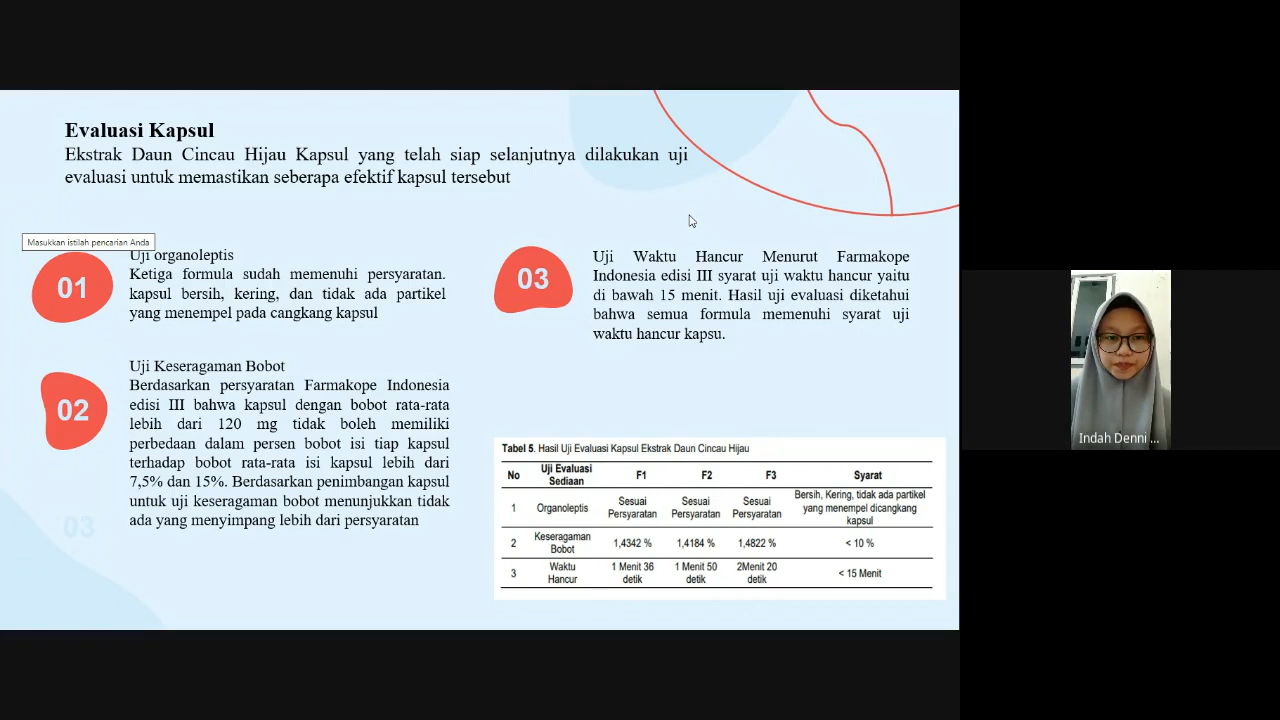 Evaluasi Kapsul
Ekstrak Daun Cincau Hijau Kapsul yang telah siap selanjutnya dilakukan uji
evaluasi untuk memastikan seberapa efektif kapsul tersebut
Masukkan istilah pencarian Anda
01
Uji organoleptis
Ketiga formula sudah memenuhi persyaratan.
kapsul bersih, kering, dan tidak ada partikel
yang menempel pada cangkang kapsul
02
Uji Keseragaman Bobot
Berdasarkan persyaratan Farmakope Indonesia
edisi III bahwa kapsul dengan bobot rata-rata
lebih dari 120 mg tidak boleh memiliki
perbedaan dalam persen bobot isi tiap kapsul
terhadap bobot rata-rata isi kapsul lebih dari
7,5% dan 15%. Berdasarkan penimbangan kapsul
untuk uji keseragaman bobot menunjukkan tidak
ada yang menyimpang lebih dari persyaratan
03
03
Uji Waktu Hancur Menurut Farmakope
Indonesia edisi III syarat uji waktu hancur yaitu
di bawah 15 menit. Hasil uji evaluasi diketahui
bahwa semua formula memenuhi syarat uji
waktu hancur kapsu.
Tabel 5. Hasil Uji Evaluasi Kapsul Ekstrak Daun Cincau Hijau
No Uji Evaluasi Sediaan F1 F2 F3 Syarat
1 Organoleptis Sesuai Persyaratan Sesuai Persyaratan Sesuai Persyaratan Bersih, Kering, tidak ada partikel yang menempel dicangkang kapsul
2 Keseragaman Bobot 1,4342 % 1,4184 % 1,4822 % < 10 %
3 Waktu Hancur 1 Menit 36 detik 1 Menit 50 detik 2Menit 20 detik < 15 Menit
Indah Denni ...